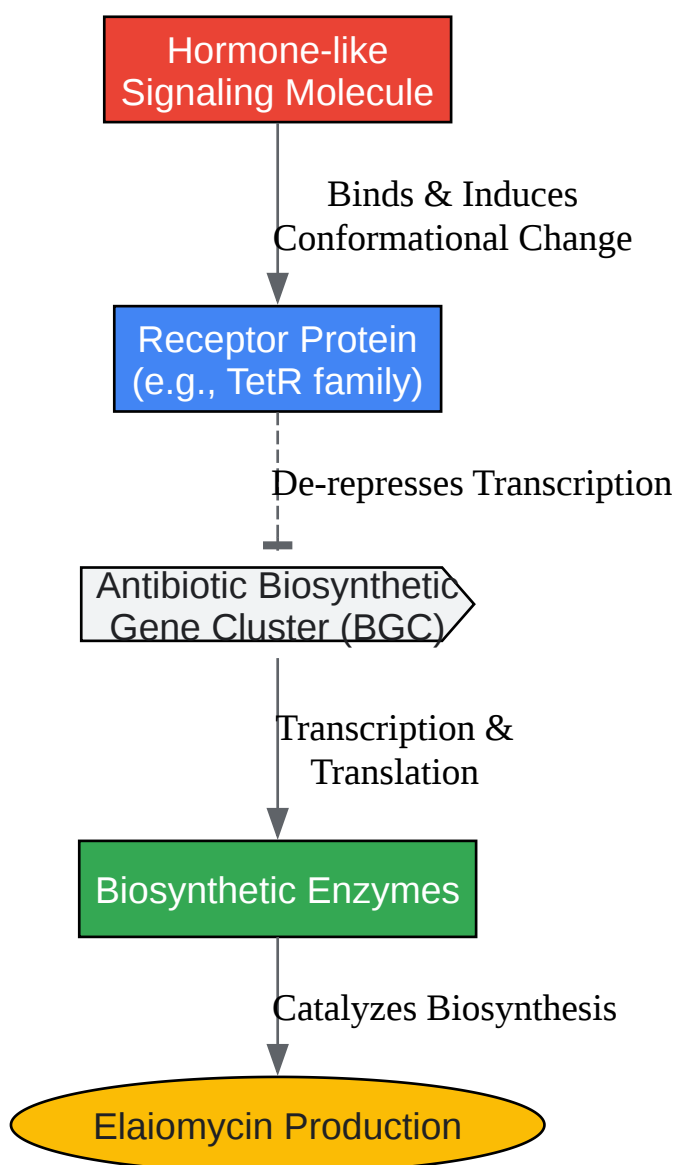 Hormone-like
Signaling Molecule
Binds & Induces
Conformational Change
Receptor Protein
(e.g., TetR family)
De-represses Transcription
Antibiotic Biosynthetic
Gene Cluster (BGC)
Transcription &
Translation
Biosynthetic Enzymes
Catalyzes Biosynthesis
Elaiomycin Production